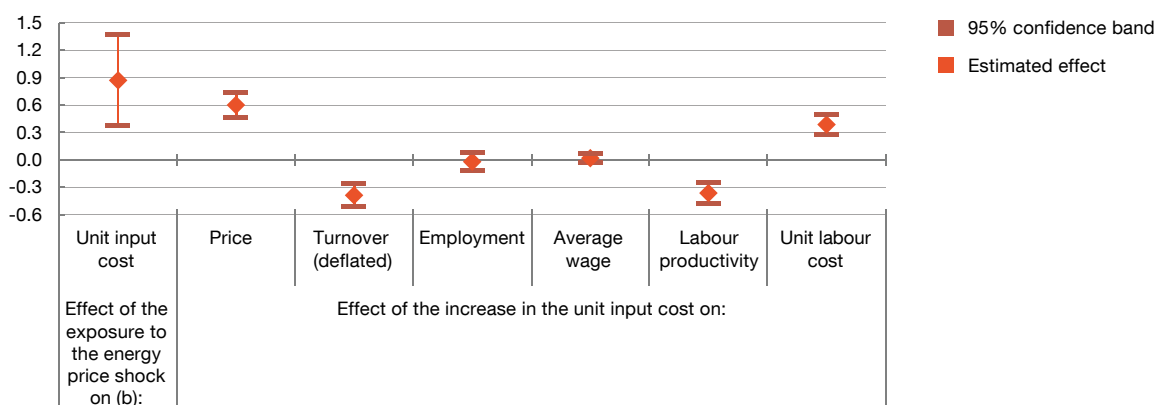 1.5
1.2
0.9
0.6
0.3
0.0
-0.3
-0.6
95% confidence band
Estimated effect
Unit input
cost
Price
Turnover
(deflated)
Employment
Average
wage
Labour
productivity
Unit labour
cost
Effect of the
exposure to
the energy
price shock
on (b):
Effect of the increase in the unit input cost on: